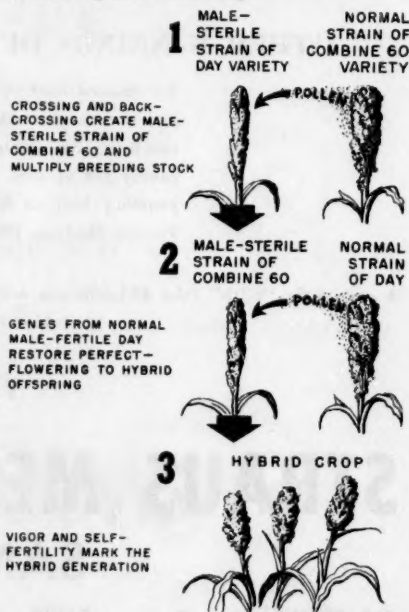 1
MALE-
STERILE
STRAIN OF
DAY VARIETY
NORMAL
STRAIN OF
COMBINE 60
VARIETY
POLLEN
CROSSING AND BACK-
CROSSING CREATE MALE-
STERILE STRAIN OF
COMBINE 60 AND
MULTIPLY BREEDING STOCK
2
MALE-STERILE
STRAIN OF
COMBINE 60
NORMAL
STRAIN
OF DAY
POLLEN
GENES FROM NORMAL
MALE-FERTILE DAY
RESTORE PERFECT-
FLOWERING TO HYBRID
OFFSPRING
3
HYBRID CROP
VIGOR AND SELF-
FERTILITY MARK THE
HYBRID GENERATION